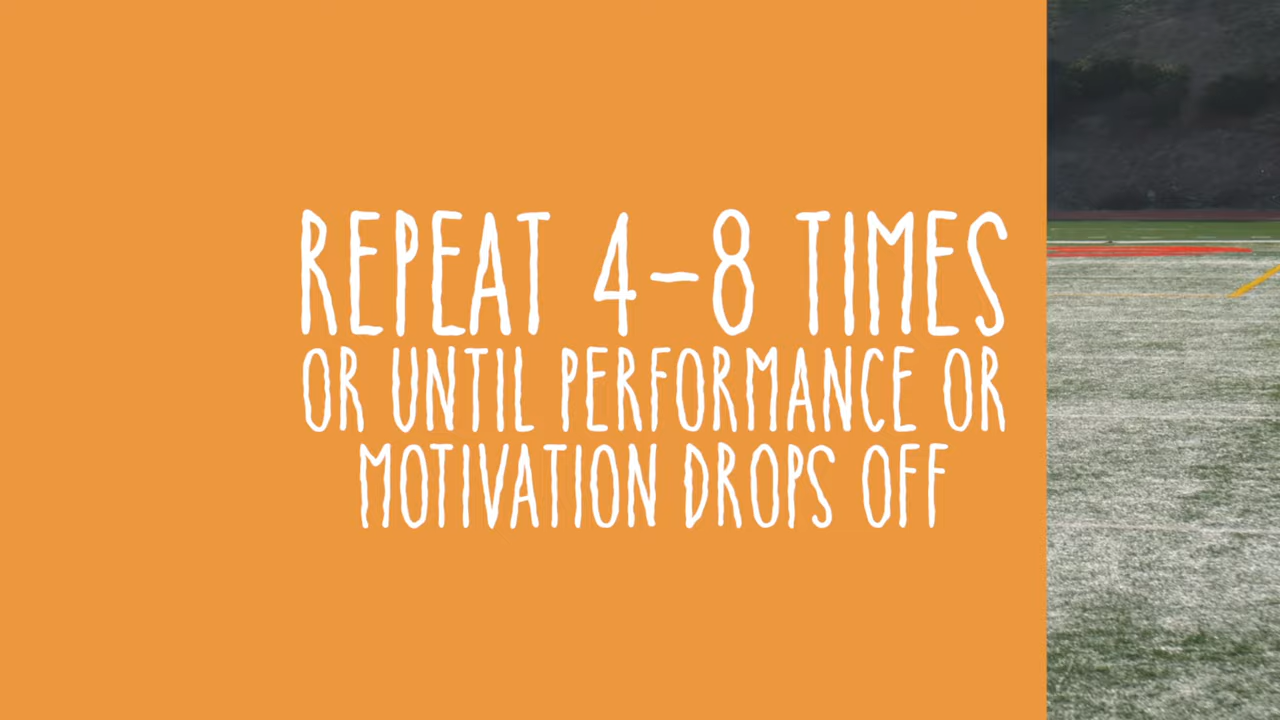 REPEAT 4-8 TIMES
OR UNTIL PERFORMANCE OR
MOTIVATION DROPS OFF